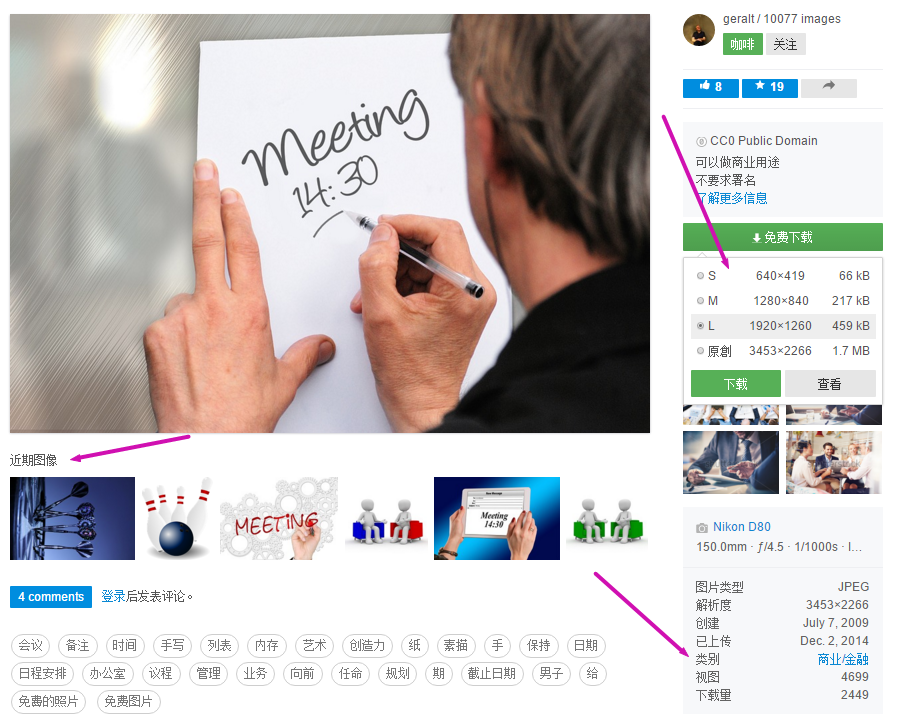 geralt / 10077 images
咖啡 关注
8 19
Meeting
14:30
CC0 Public Domain
可以做商业用途
不要求署名
了解更多信息
免费下载
S 640×419 66 kB
M 1280×840 217 kB
L 1920×1260 459 kB
原創 3453×2266 1.7 MB
下载 查看
近期图像
MEETING
Meeting
14:30
Nikon D80
150.0mm · ƒ/4.5 · 1/1000s · I...
图片类型 JPEG
解析度 3453×2266
创建 July 7, 2009
已上传 Dec. 2, 2014
类别 商业/金融
视图 4699
下载量 2449
4 comments 登录后发表评论。
会议 备注 时间 手写 列表 内存 艺术 创造力 纸 素描 手 保持 日期
日程安排 办公室 议程 管理 业务 向前 任命 规划 期 截止日期 男子 给
免费的照片 免费图片